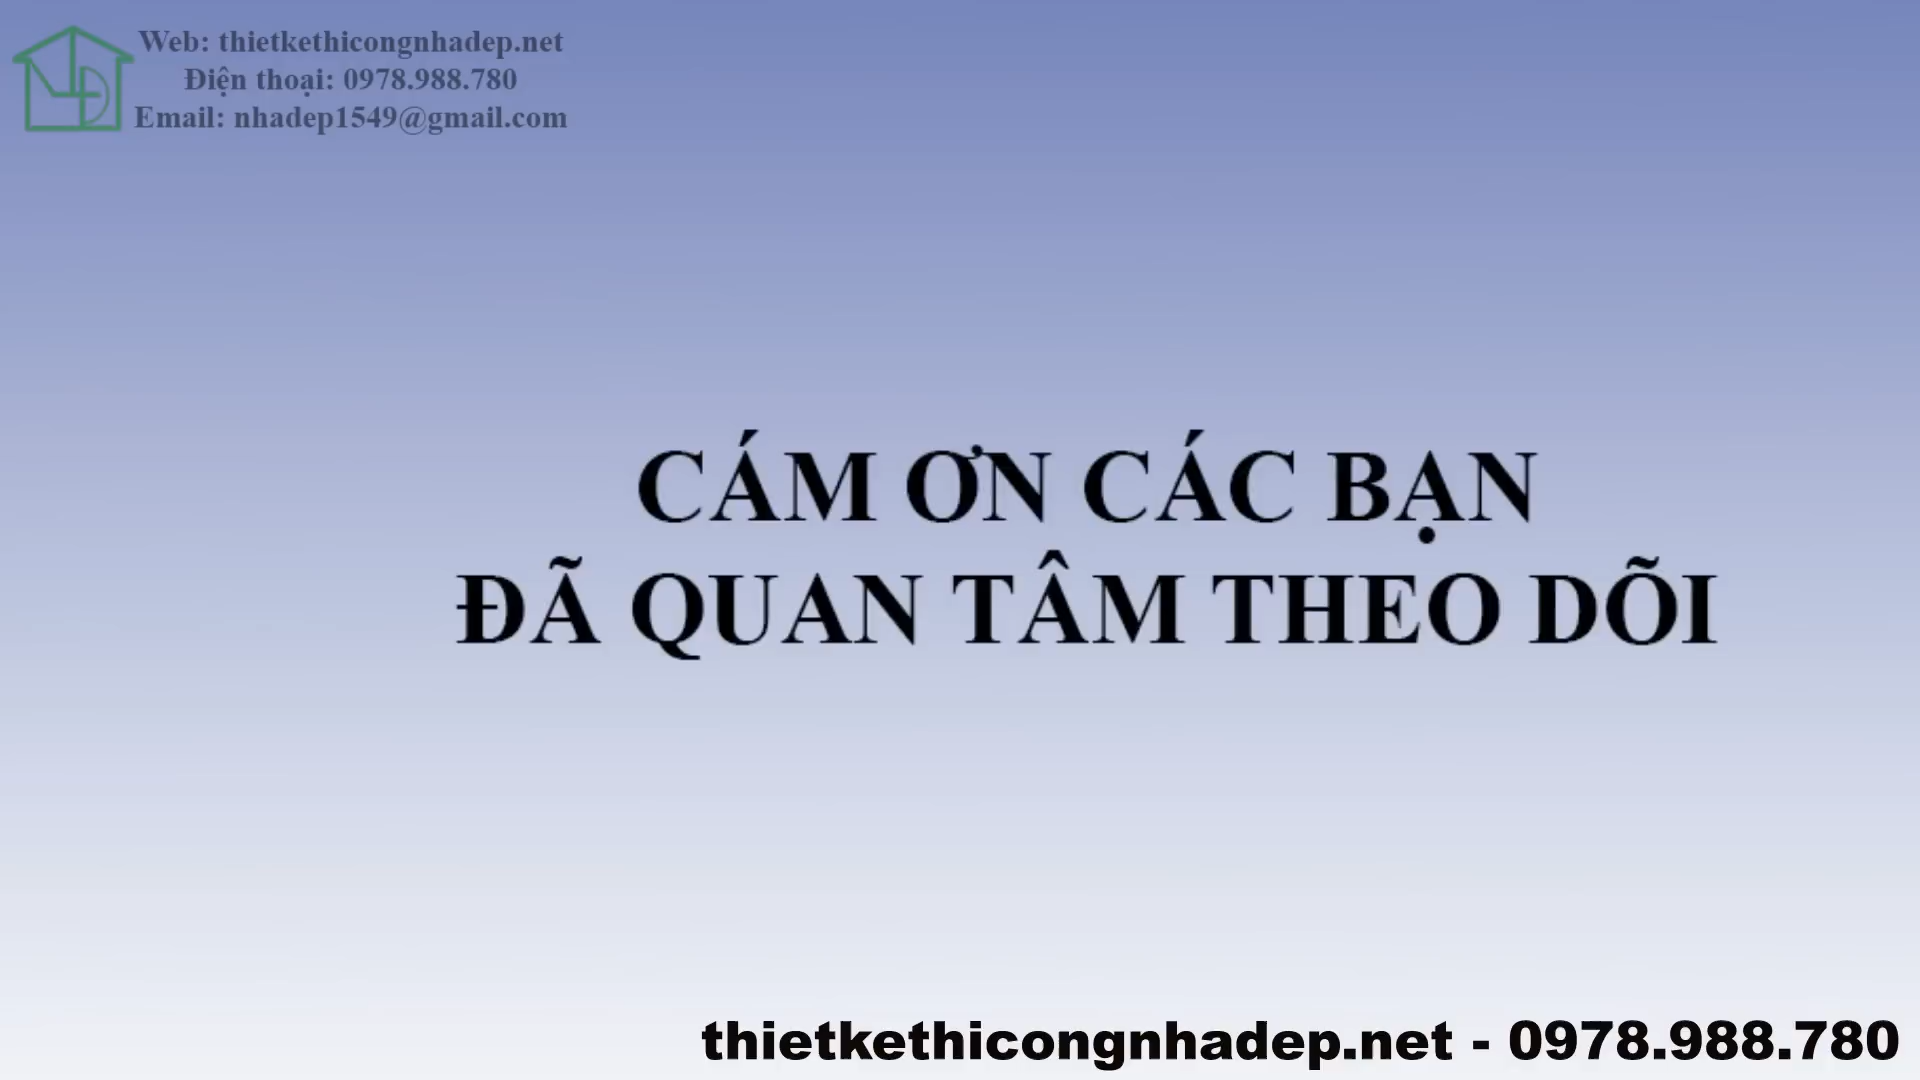 Web: thietkethicongnhadep.net
Điện thoại: 0978.988.780
Email: nhadep1549@gmail.com
CÁM ƠN CÁC BẠN
ĐÃ QUAN TÂM THEO DÕI
thietkethicongnhadep.net - 0978.988.780